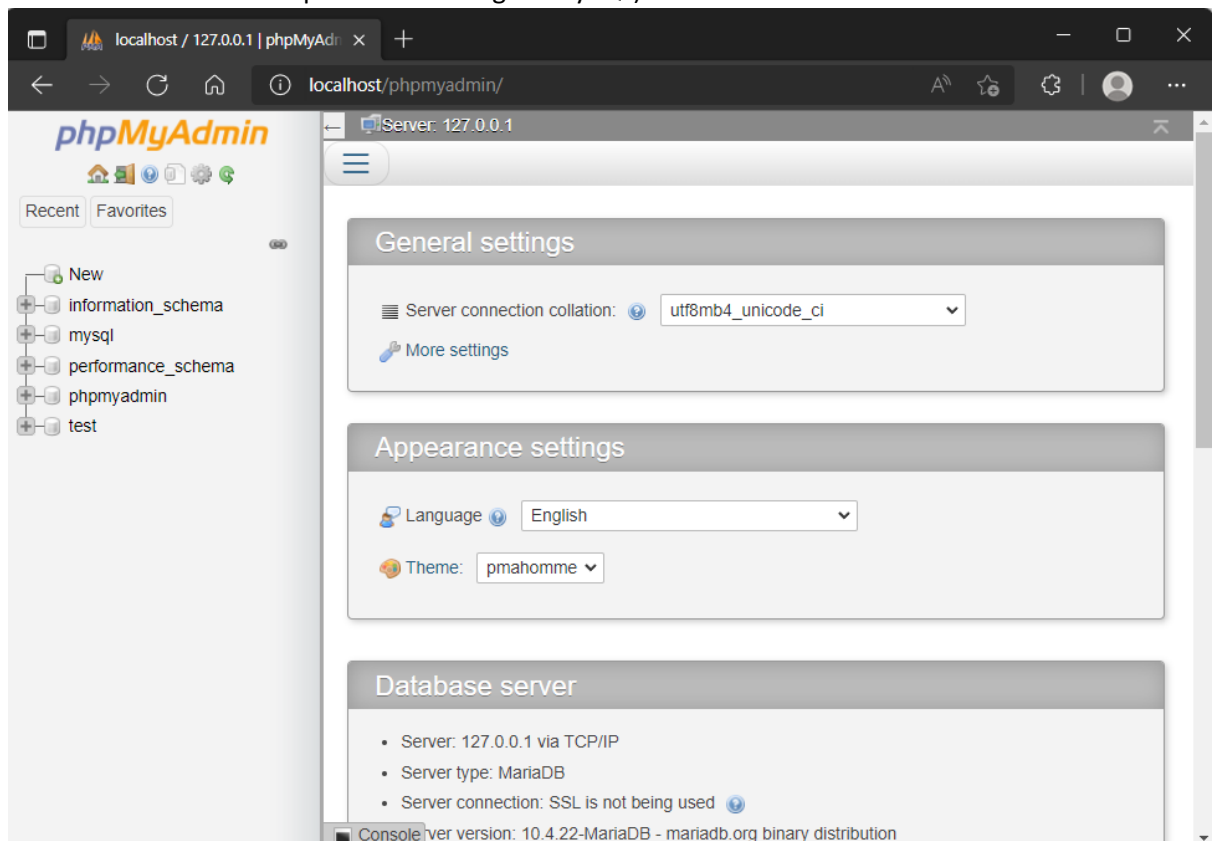 localhost / 127.0.0.1 | phpMyAdn
localhost/phpmyadmin/
phpMyAdmin
Recent Favorites
New
information_schema
mysql
performance_schema
phpmyadmin
test
Server: 127.0.0.1
General settings
Server connection collation: utf8mb4_unicode_ci
More settings
Appearance settings
Language English
Theme: pmahomme
Database server
• Server: 127.0.0.1 via TCP/IP
• Server type: MariaDB
• Server connection: SSL is not being used
Console ver version: 10.4.22-MariaDB - mariadb.org binary distribution